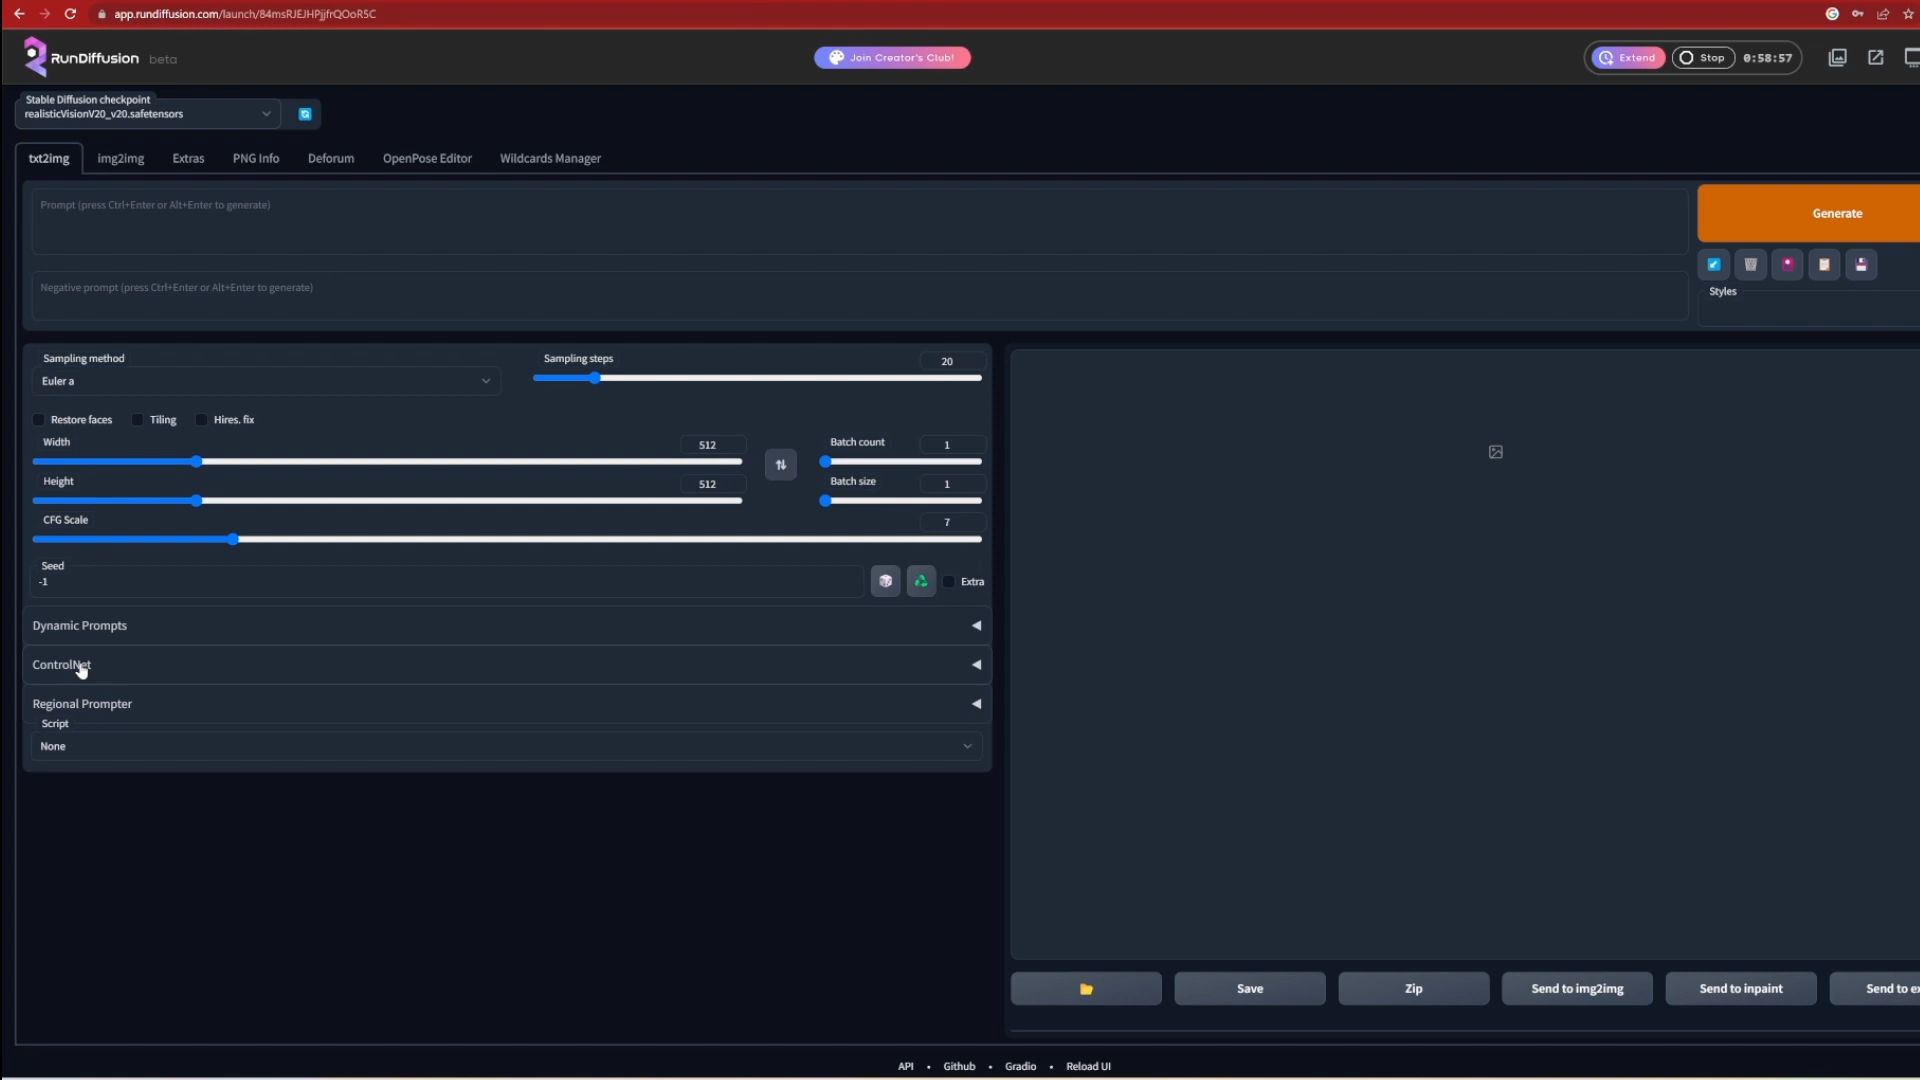 app.rundiffusion.com/launch/84msRJEJHPjjfrQOoR5C
RunDiffusion beta
Join Creator's Club!
Extend
Stop
0:58:57
Stable Diffusion checkpoint
realisticVisionV20_v20.safetensors
txt2img
img2img
Extras
PNG Info
Deforum
OpenPose Editor
Wildcards Manager
Prompt (press Ctrl+Enter or Alt+Enter to generate)
Generate
Negative prompt (press Ctrl+Enter or Alt+Enter to generate)
Styles
Sampling method
Euler a
Sampling steps
20
Restore faces
Tiling
Hires. fix
Width
512
Batch count
1
Height
512
Batch size
1
CFG Scale
7
Seed
-1
Extra
Dynamic Prompts
ControlNet
Regional Prompter
Script
None
Save
Zip
Send to img2img
Send to inpaint
Send to ex
API • Github • Gradio • Reload UI